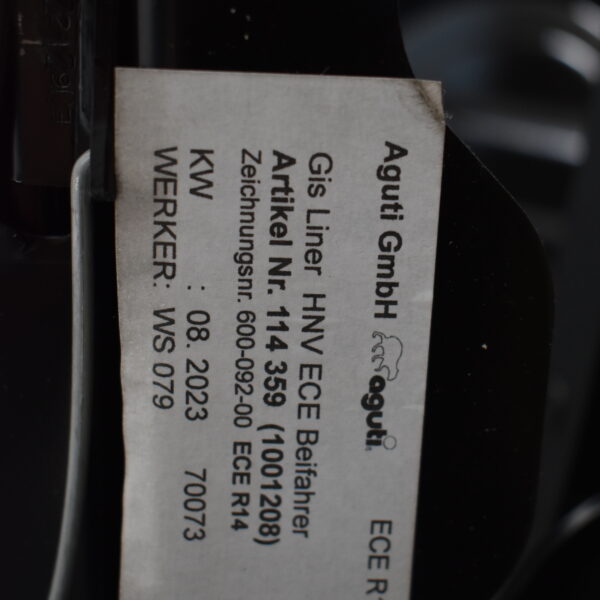 Aguti GmbH aguti
ECE R
Gis Liner HNV ECE Beifahrer
Artikel Nr. 114 359 (1001208)
Zeichnungsnr. 600-092-00 ECE R14
KW : 08. 2023 70073
WERKER: WS 079